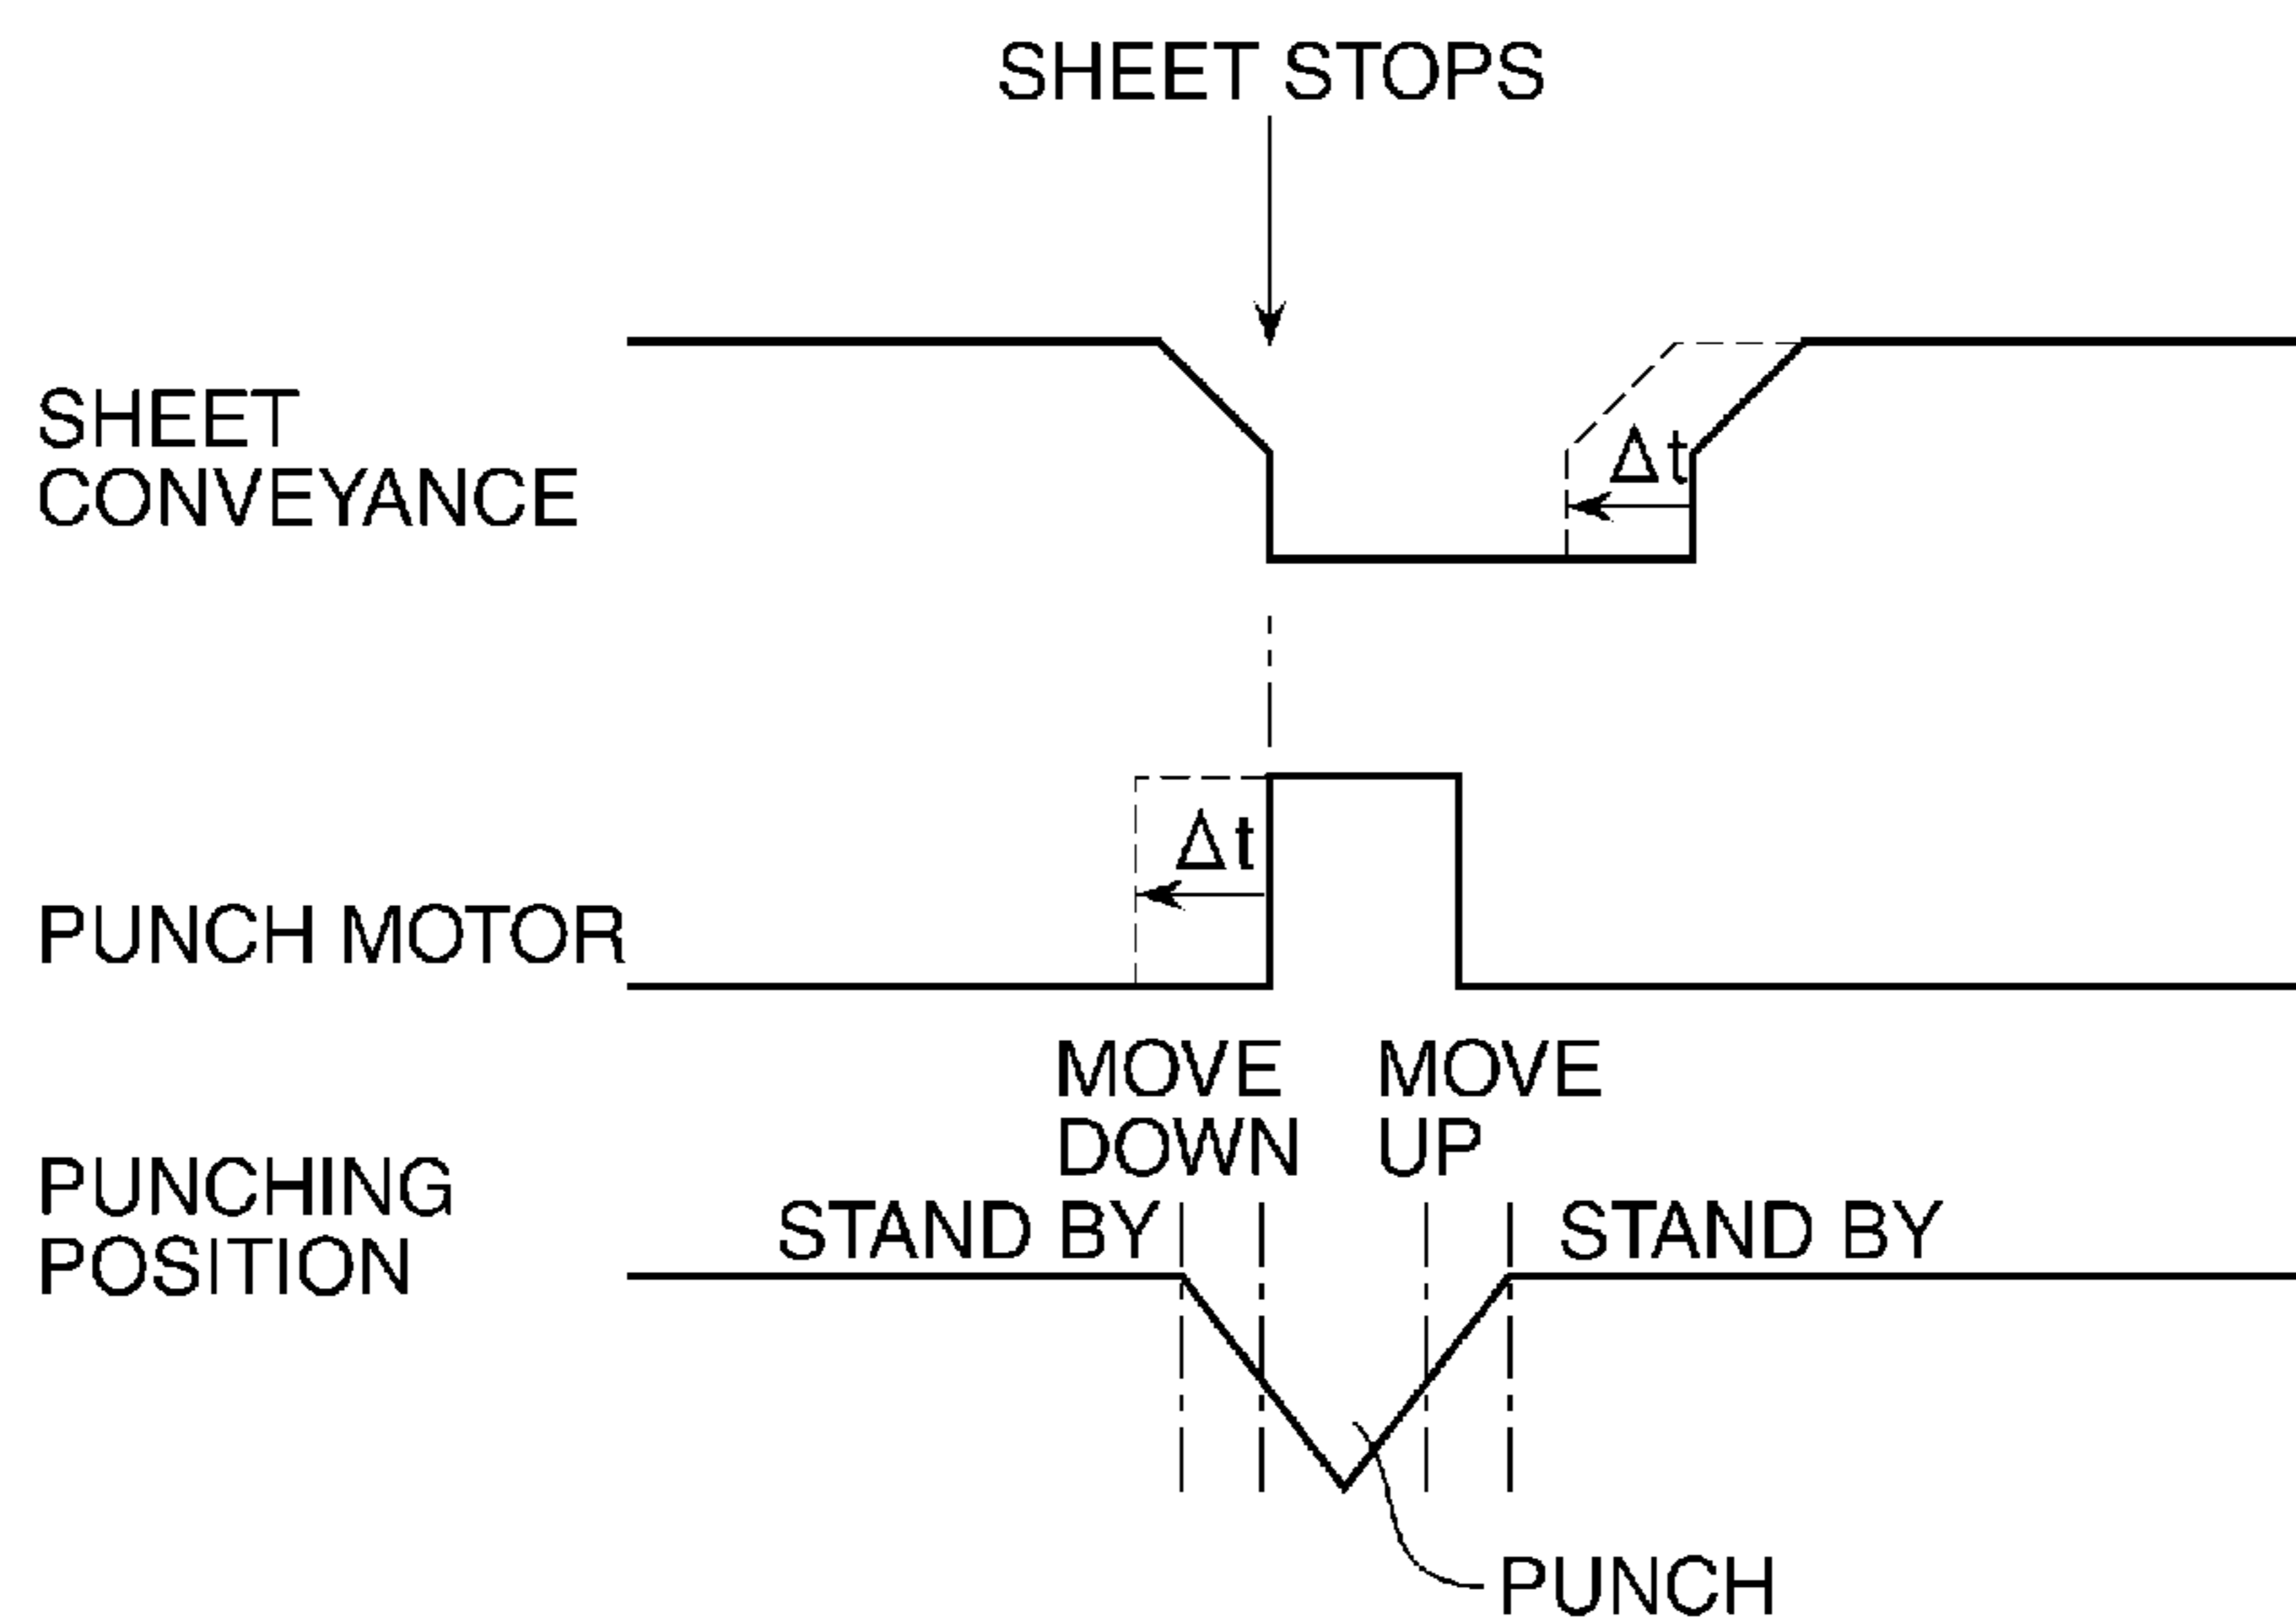 SHEET STOPS
SHEET
CONVEYANCE
Δt
Δt
PUNCH MOTOR
MOVE
DOWN
MOVE
UP
PUNCHING
POSITION
STAND BY
STAND BY
PUNCH